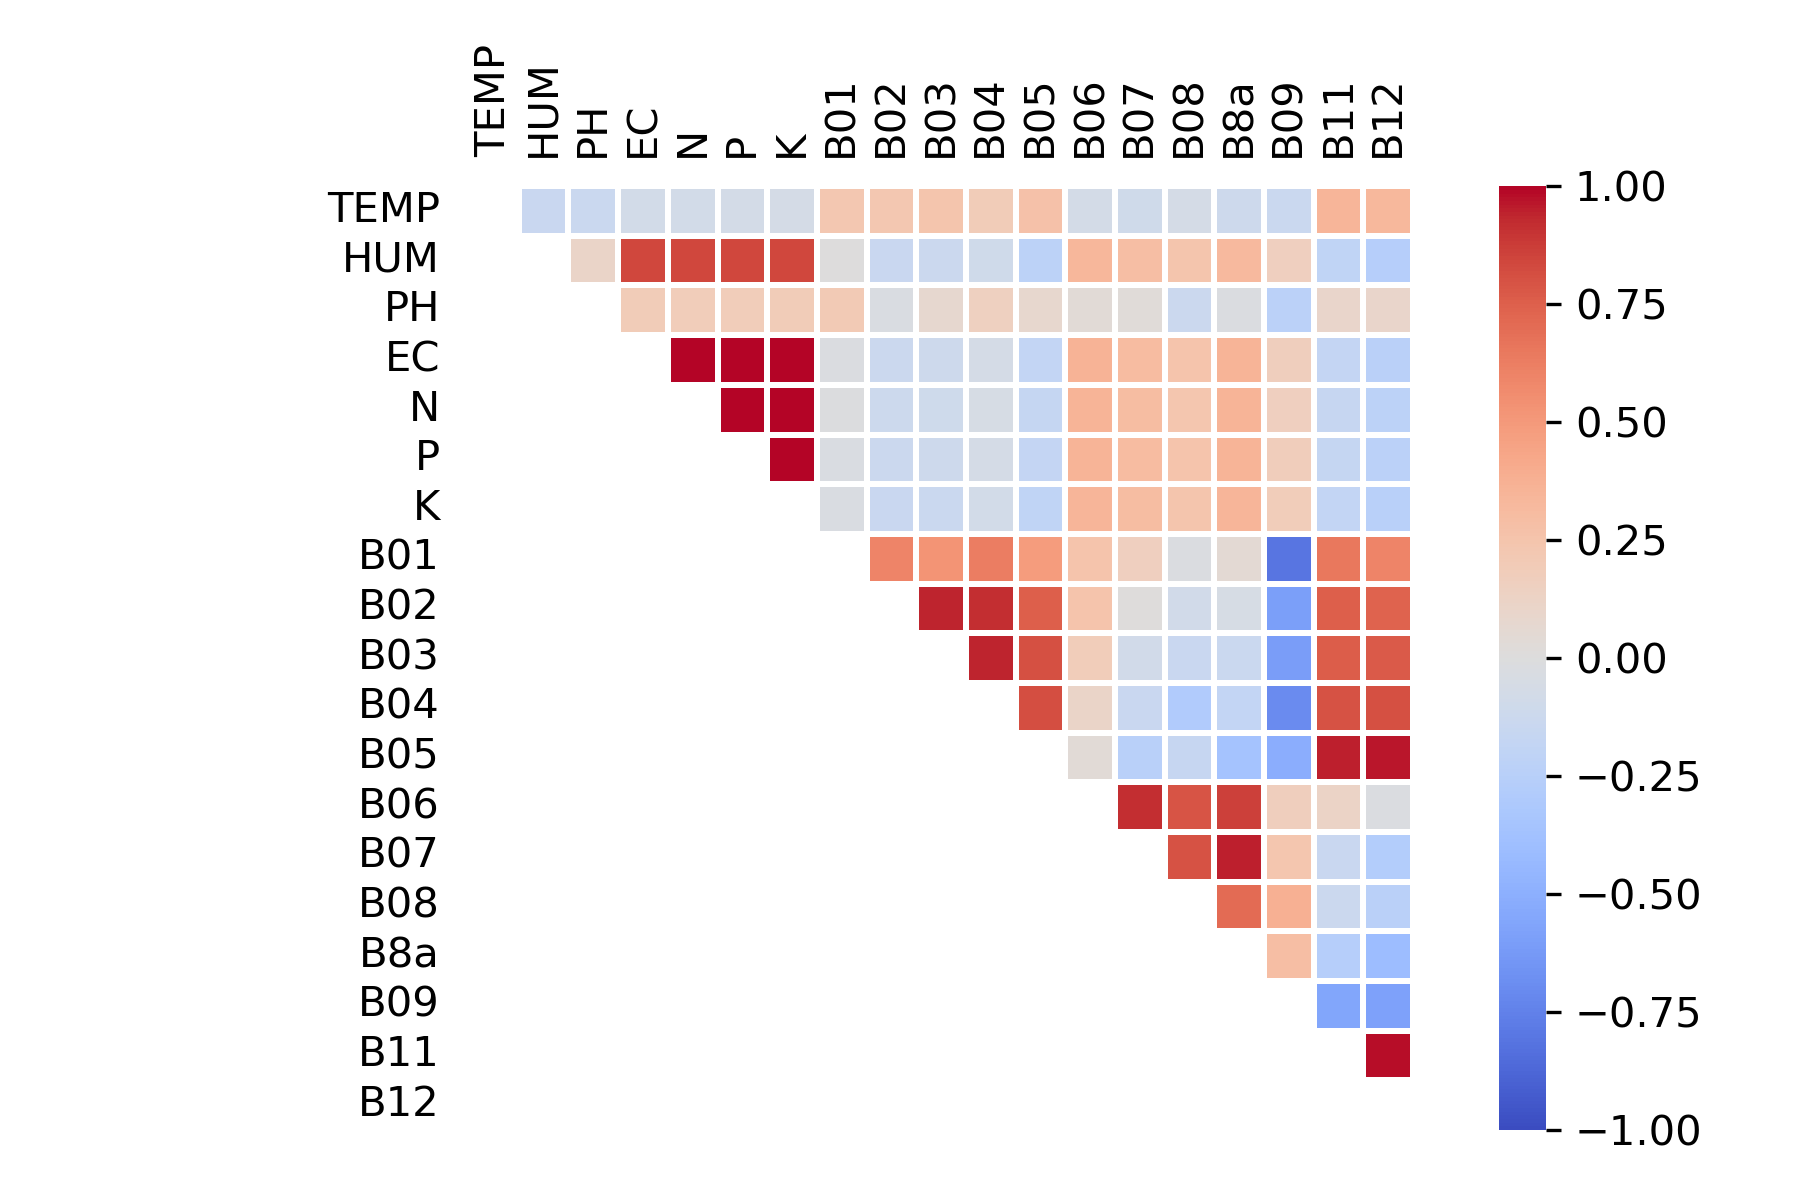 TEMP HUM PH EC N P K B01 B02 B03 B04 B05 B06 B07 B08 B8a B09 B11 B12
TEMP
HUM
PH
EC
N
P
K
B01
B02
B03
B04
B05
B06
B07
B08
B8a
B09
B11
B12
1.00
0.75
0.50
0.25
0.00
−0.25
−0.50
−0.75
−1.00